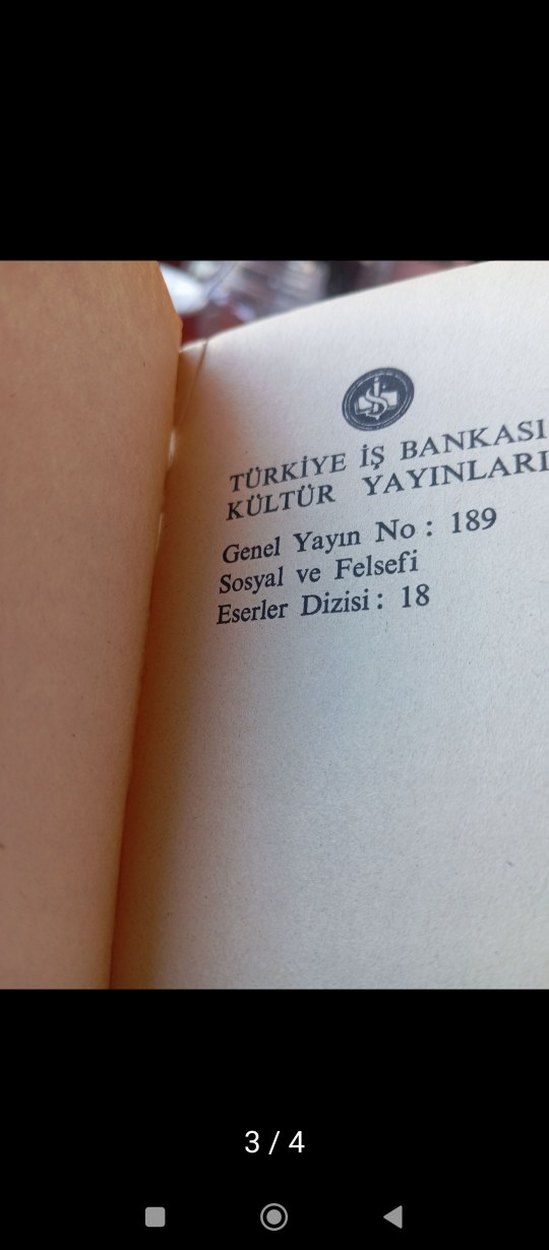 TÜRKİYE İŞ BANKASI
KÜLTÜR YAYINLARI
Genel Yayın No : 189
Sosyal ve Felsefi
Eserler Dizisi : 18
3 / 4